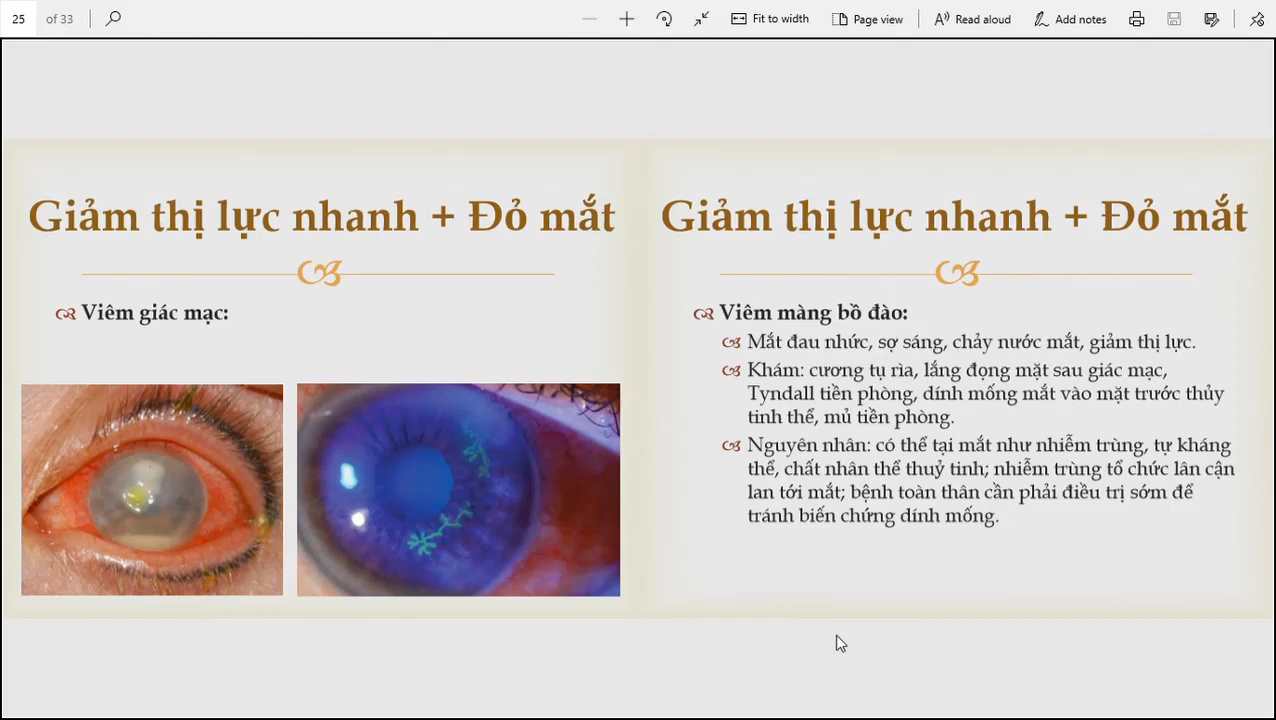 25 of 33
Fit to width
Page view
Read aloud
Add notes
Giảm thị lực nhanh + Đỏ mắt
Viêm giác mạc:
Giảm thị lực nhanh + Đỏ mắt
Viêm màng bồ đào:
Mắt đau nhức, sợ sáng, chảy nước mắt, giảm thị lực.
Khám: cương tụ rìa, lắng đọng mặt sau giác mạc,
Tyndall tiền phòng, dính mống mắt vào mặt trước thủy
tinh thể, mủ tiền phòng.
Nguyên nhân: có thể tại mắt như nhiễm trùng, tự kháng
thể, chất nhân thể thuỷ tinh; nhiễm trùng tổ chức lân cận
lan tới mắt; bệnh toàn thân cần phải điều trị sớm để
tránh biến chứng dính mống.